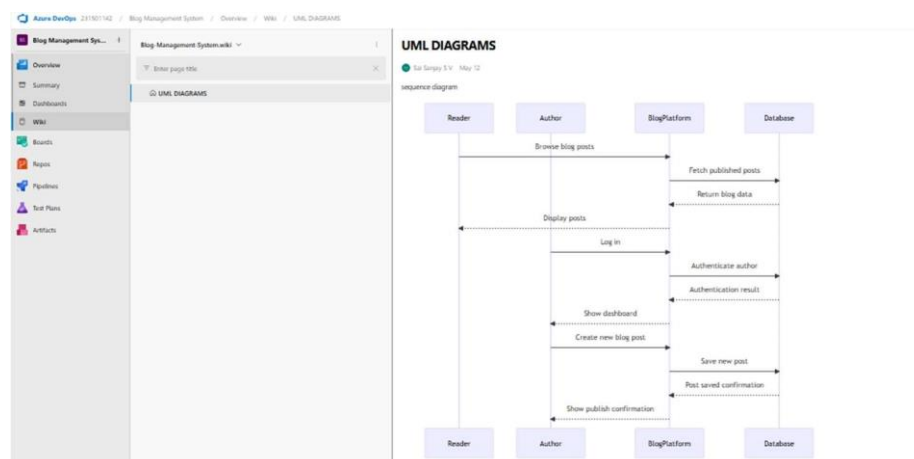 Azure DevOps 231901142 / Blog Management System / Overview / Wiki / UML DIAGRAMS
Blog Management Sys...
Overview
Summary
Dashboards
Wiki
Boards
Repos
Pipelines
Test Plans
Artifacts
Blog-Management-System.wiki
Enter page title
UML DIAGRAMS
UML DIAGRAMS
Sai Sanjay S.V May 12
sequence diagram
Reader Author BlogPlatform Database
Browse blog posts
Fetch published posts
Return blog data
Display posts
Log in
Authenticate author
Authentication result
Show dashboard
Create new blog post
Save new post
Post saved confirmation
Show publish confirmation
Reader Author BlogPlatform Database